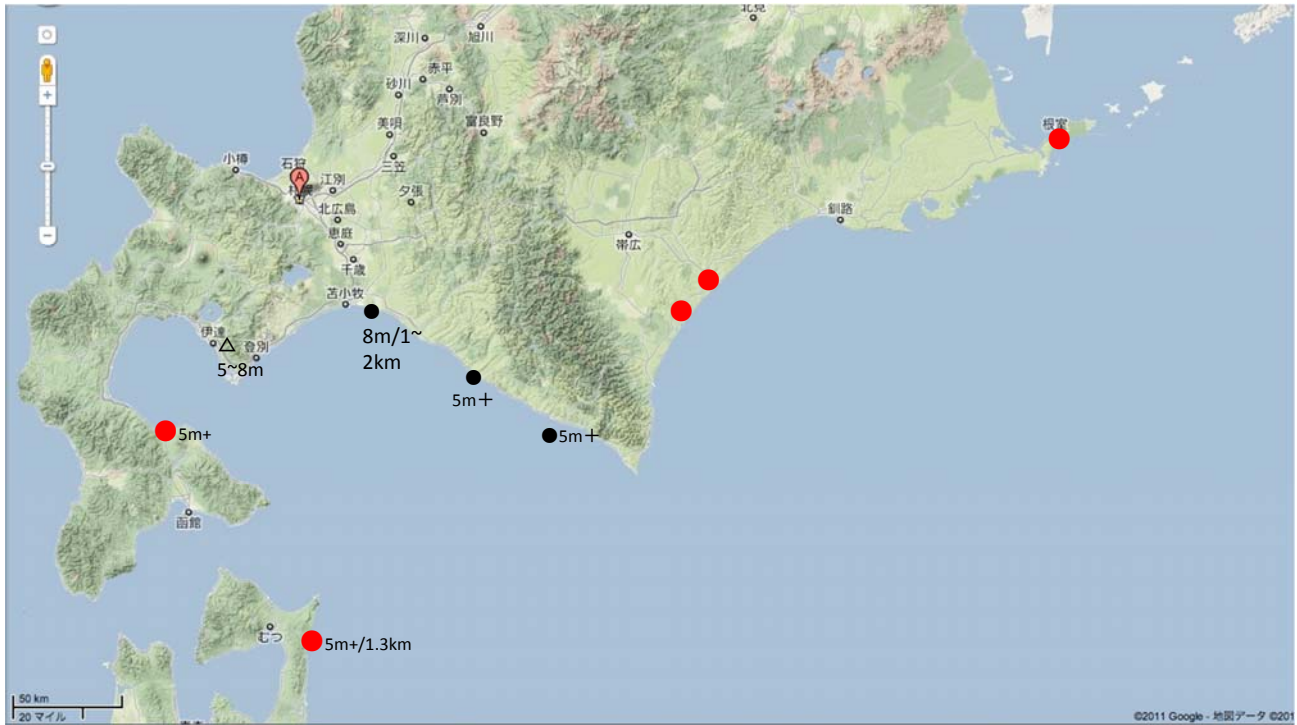 北見
深川
旭川
赤平
砂川
芦別
美唄
富良野
根室
三笠
小樽
石狩
A
江別
夕張
北広島
釧路
恵庭
帯広
千歳
苫小牧
8m/1~
2km
伊達
登別
5~8m
5m+
5m+
5m+
函館
むつ
5m+/1.3km
50 km
20 マイル
©2011 Google - 地図データ ©201